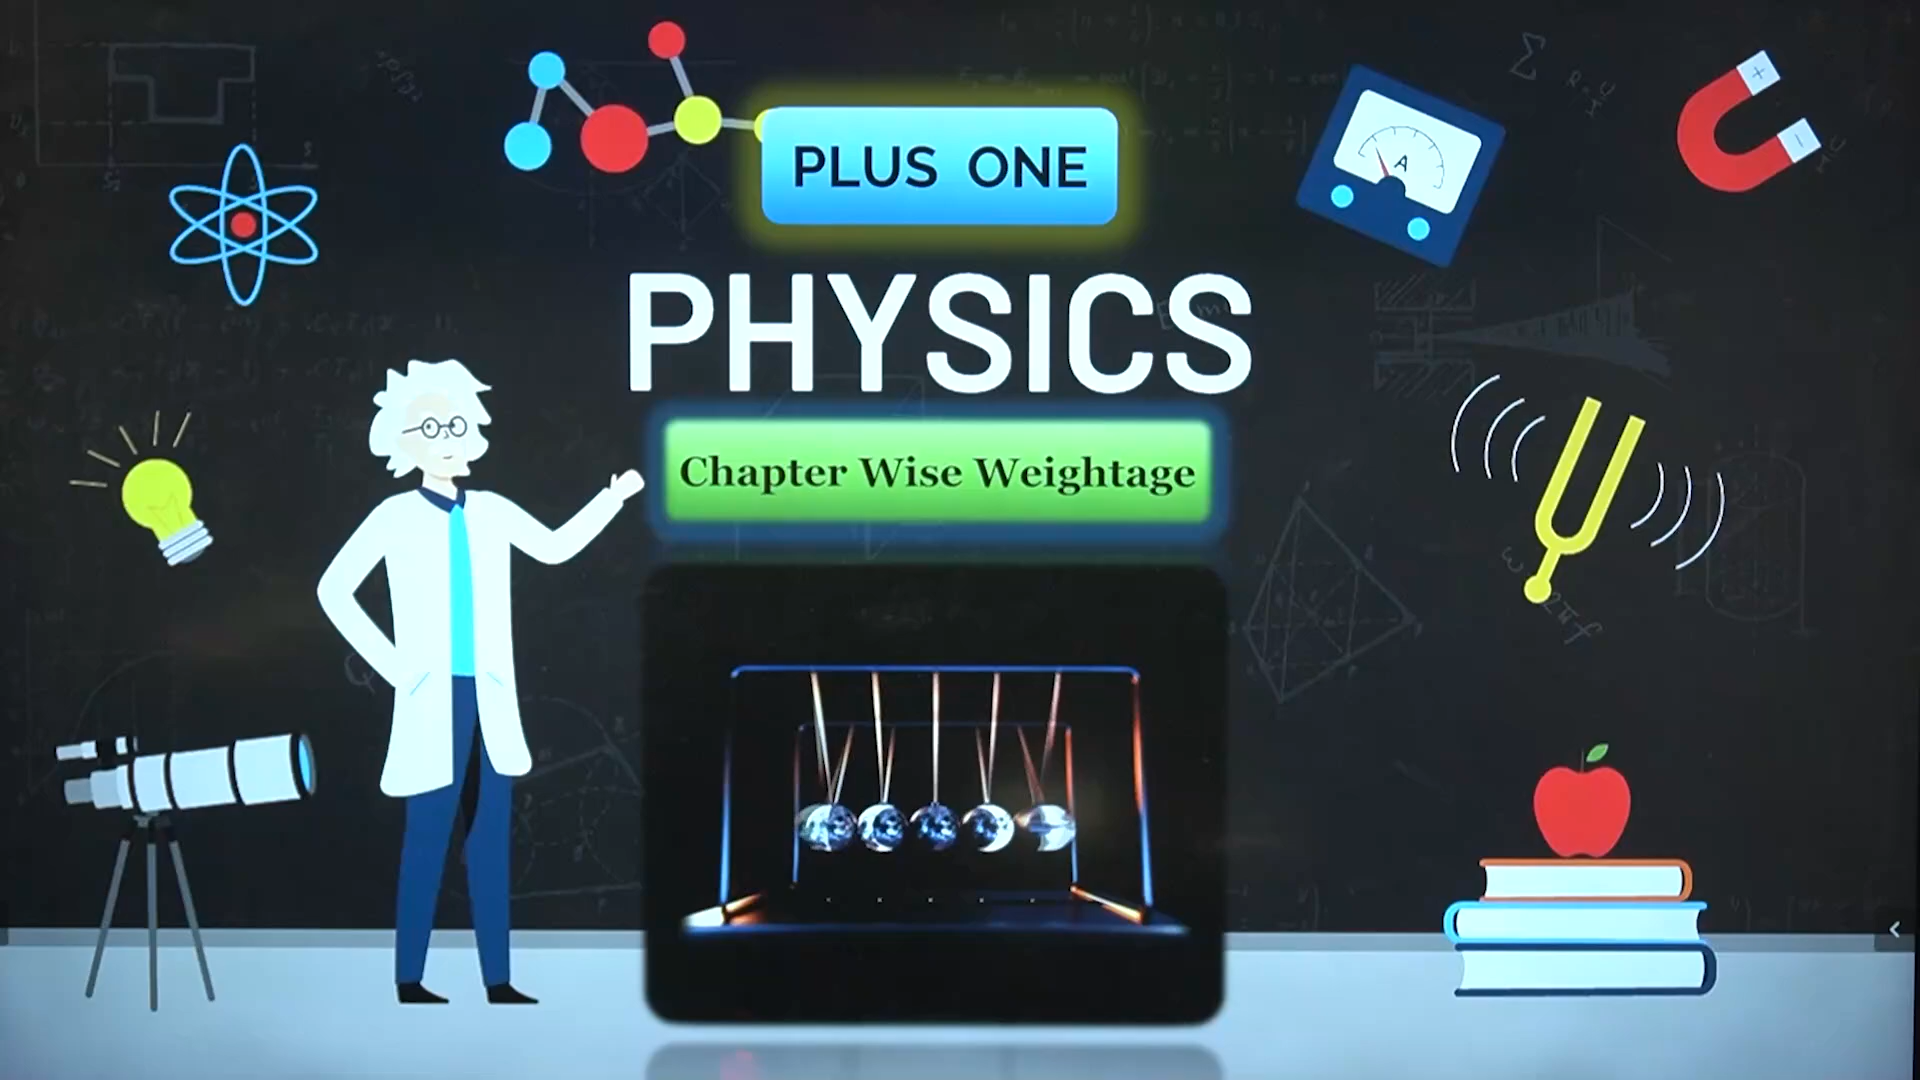 PLUS ONE
PHYSICS
Chapter Wise Weightage
A
+
-